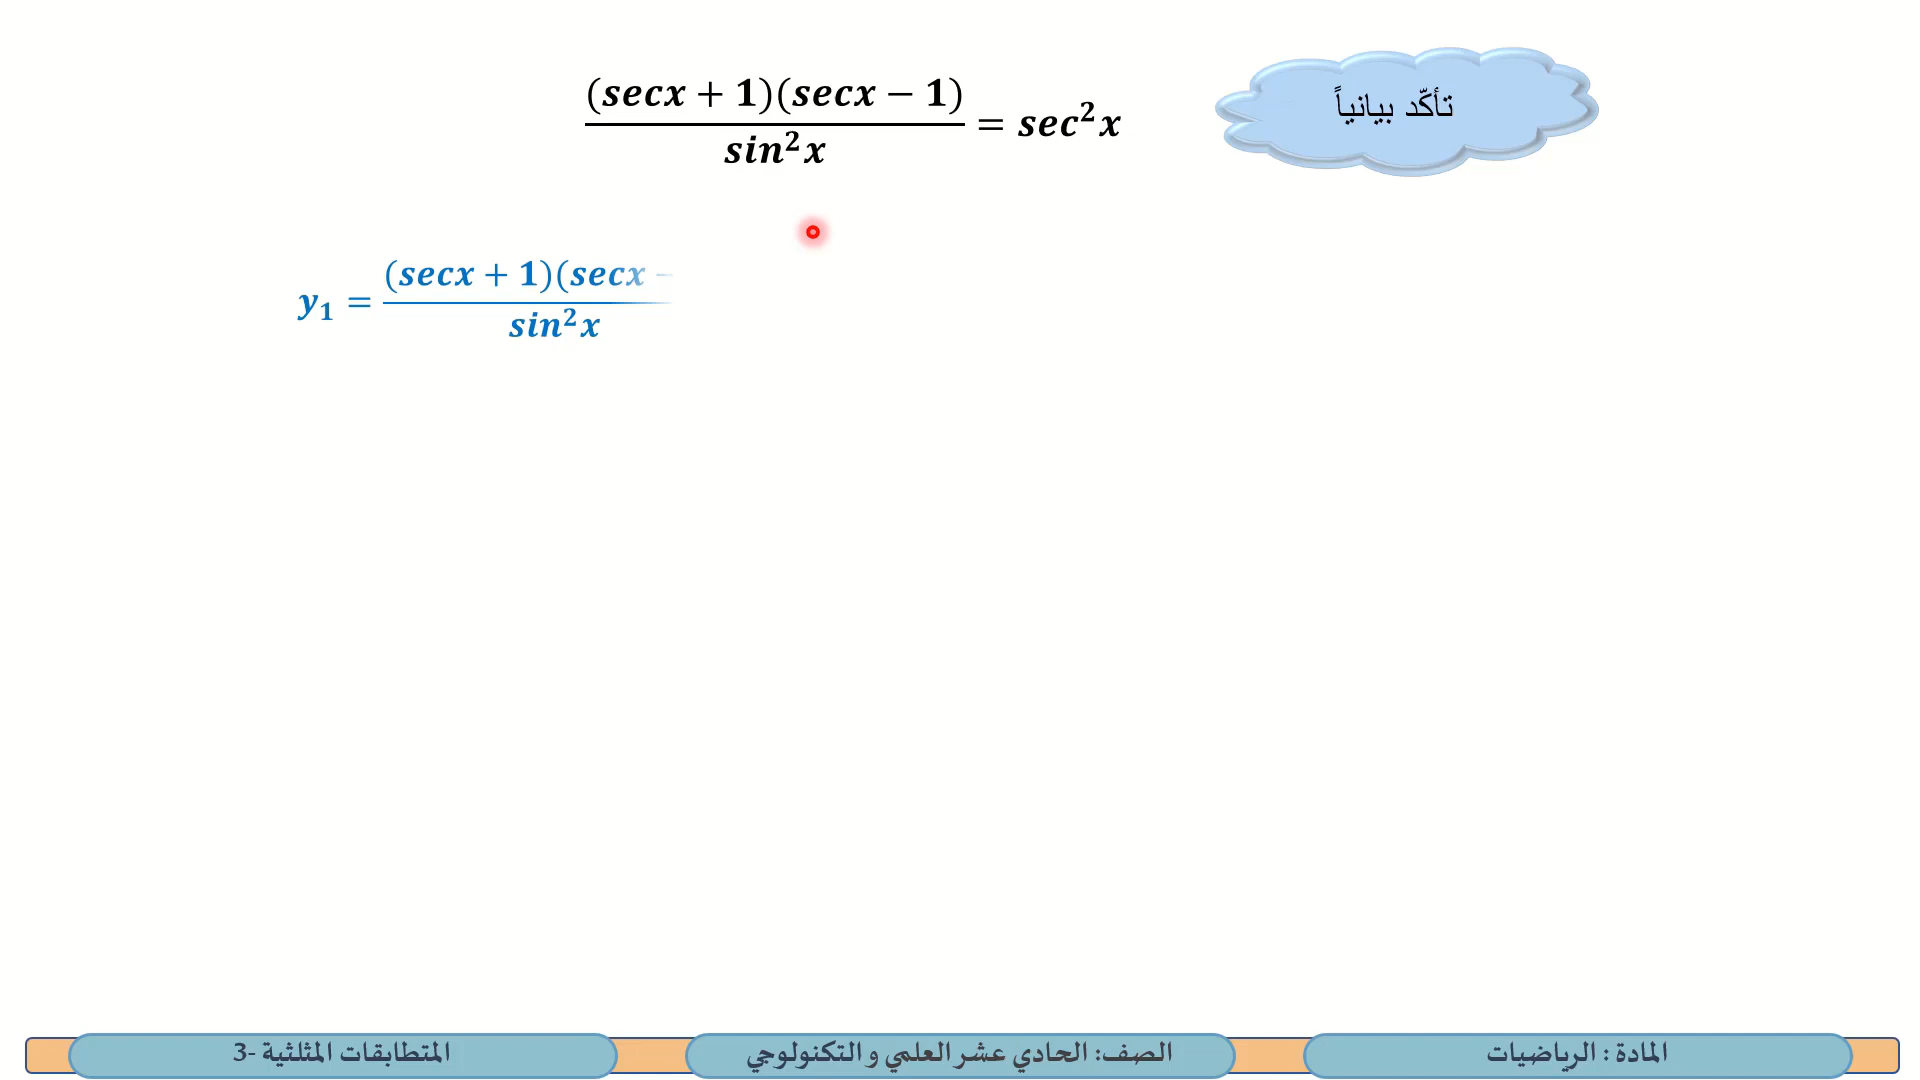 (secx + 1)(secx − 1)
sin²x
= sec²x
تأكّد بيانياً
y₁ = (secx + 1)(secx −
sin²x
المادة : الرياضيات
الصف: الحادي عشر العلمي و التكنولوجي
المتطابقات المثلثية -3